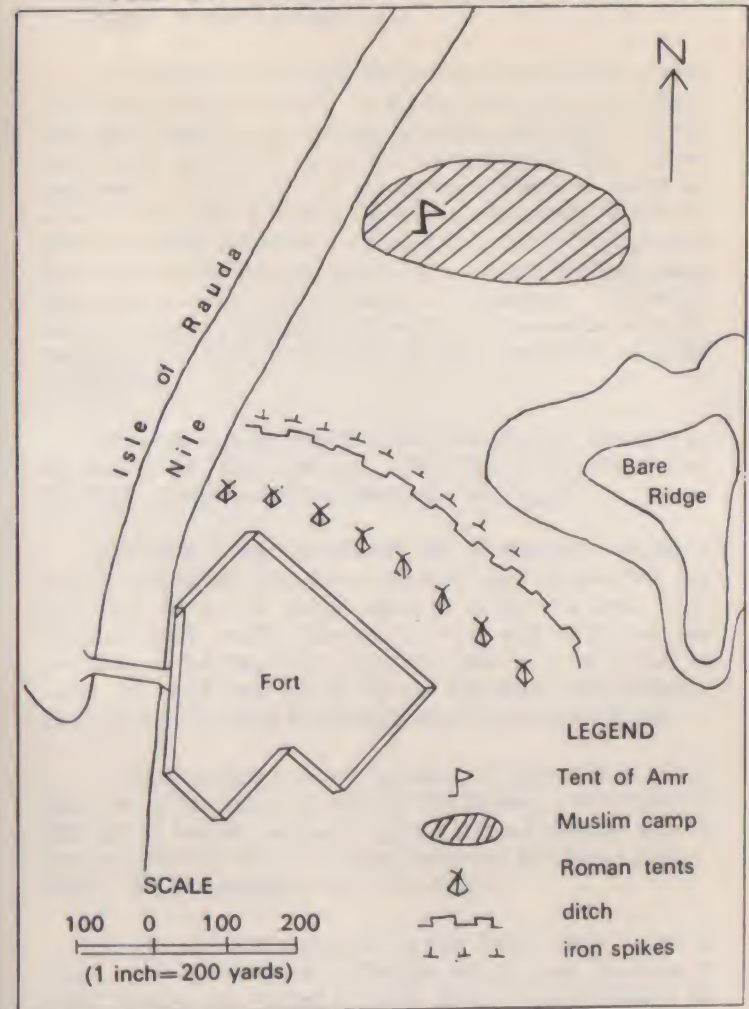 N
Isle of Rauda
Nile
Bare
Ridge
Fort
LEGEND
Tent of Amr
Muslim camp
Roman tents
ditch
iron spikes
SCALE
100 0 100 200
(1 inch=200 yards)